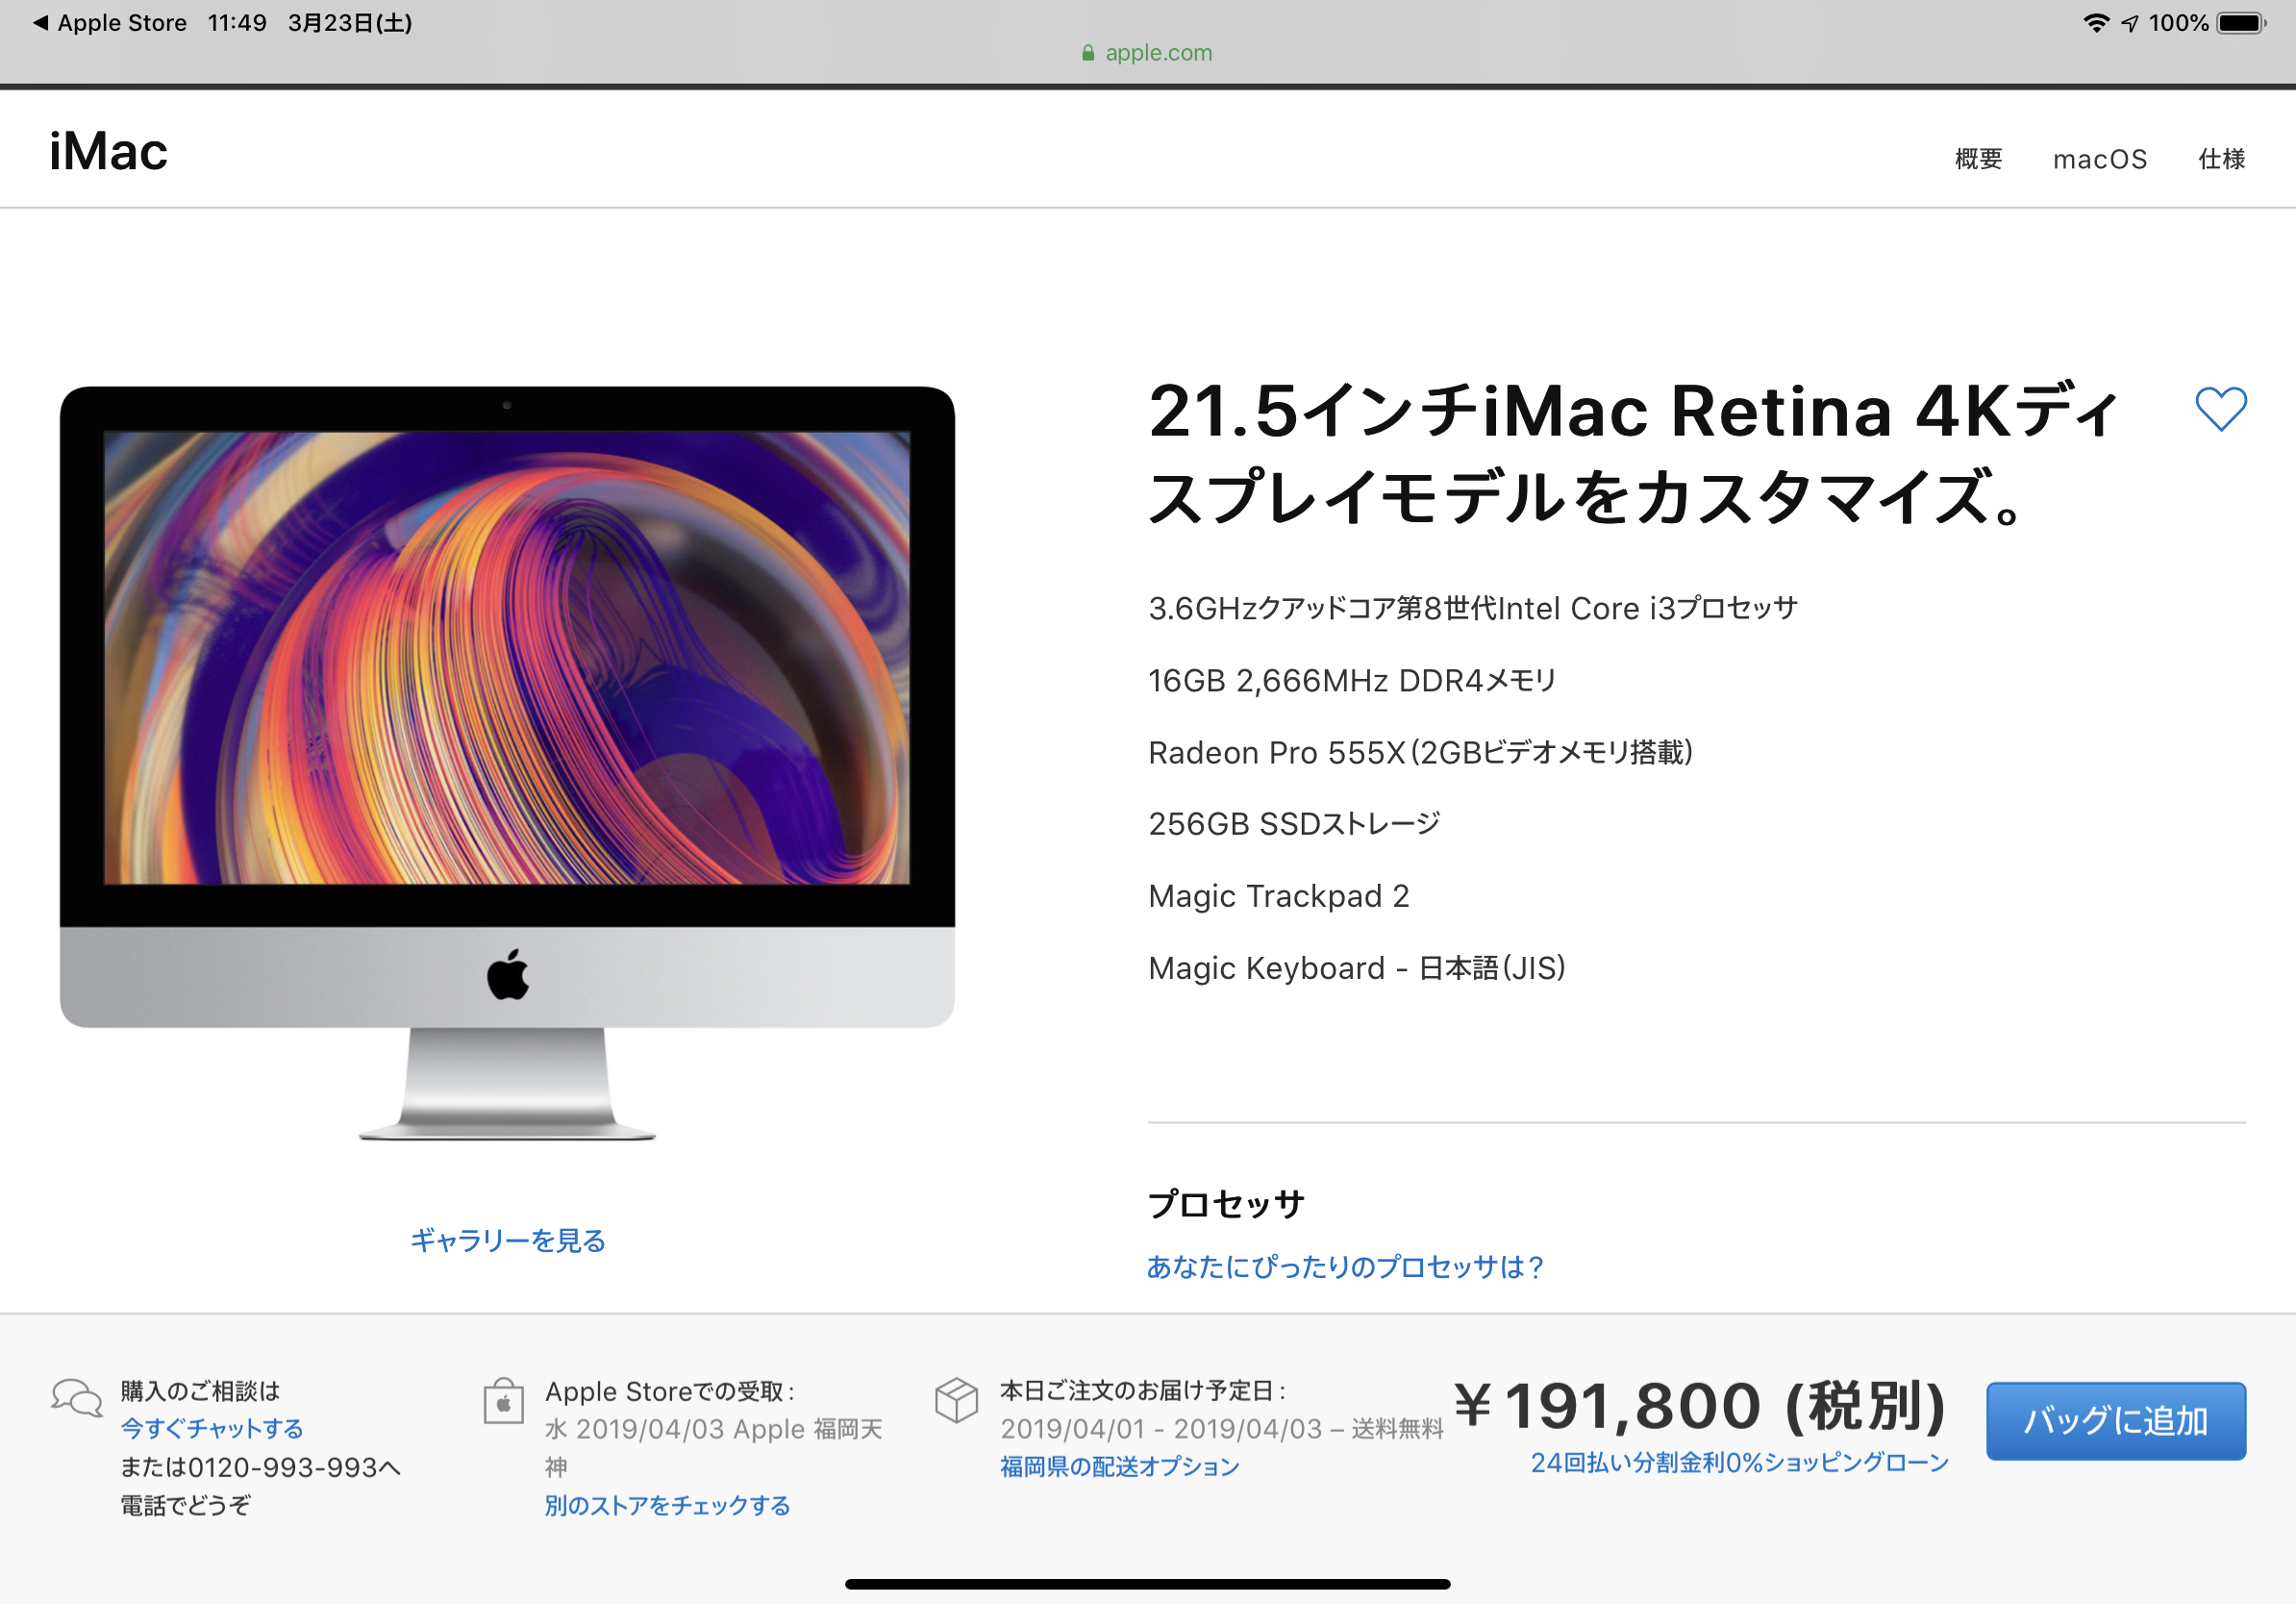 Apple Store 11:49 3月23日(土)
100%
apple.com
iMac
概要 macOS 仕様
21.5インチiMac Retina 4Kディ
スプレイモデルをカスタマイズ。
3.6GHzクアッドコア第8世代Intel Core i3プロセッサ
16GB 2,666MHz DDR4メモリ
Radeon Pro 555X(2GBビデオメモリ搭載)
256GB SSDストレージ
Magic Trackpad 2
Magic Keyboard - 日本語(JIS)
ギャラリーを見る
プロセッサ
あなたにぴったりのプロセッサは？
購入のご相談は
今すぐチャットする
または0120-993-993へ
電話でどうぞ
Apple Storeでの受取：
水 2019/04/03 Apple 福岡天
神
別のストアをチェックする
本日ご注文のお届け予定日：
2019/04/01 - 2019/04/03 – 送料無料
福岡県の配送オプション
￥191,800 (税別)
24回払い分割金利0%ショッピングローン
バッグに追加